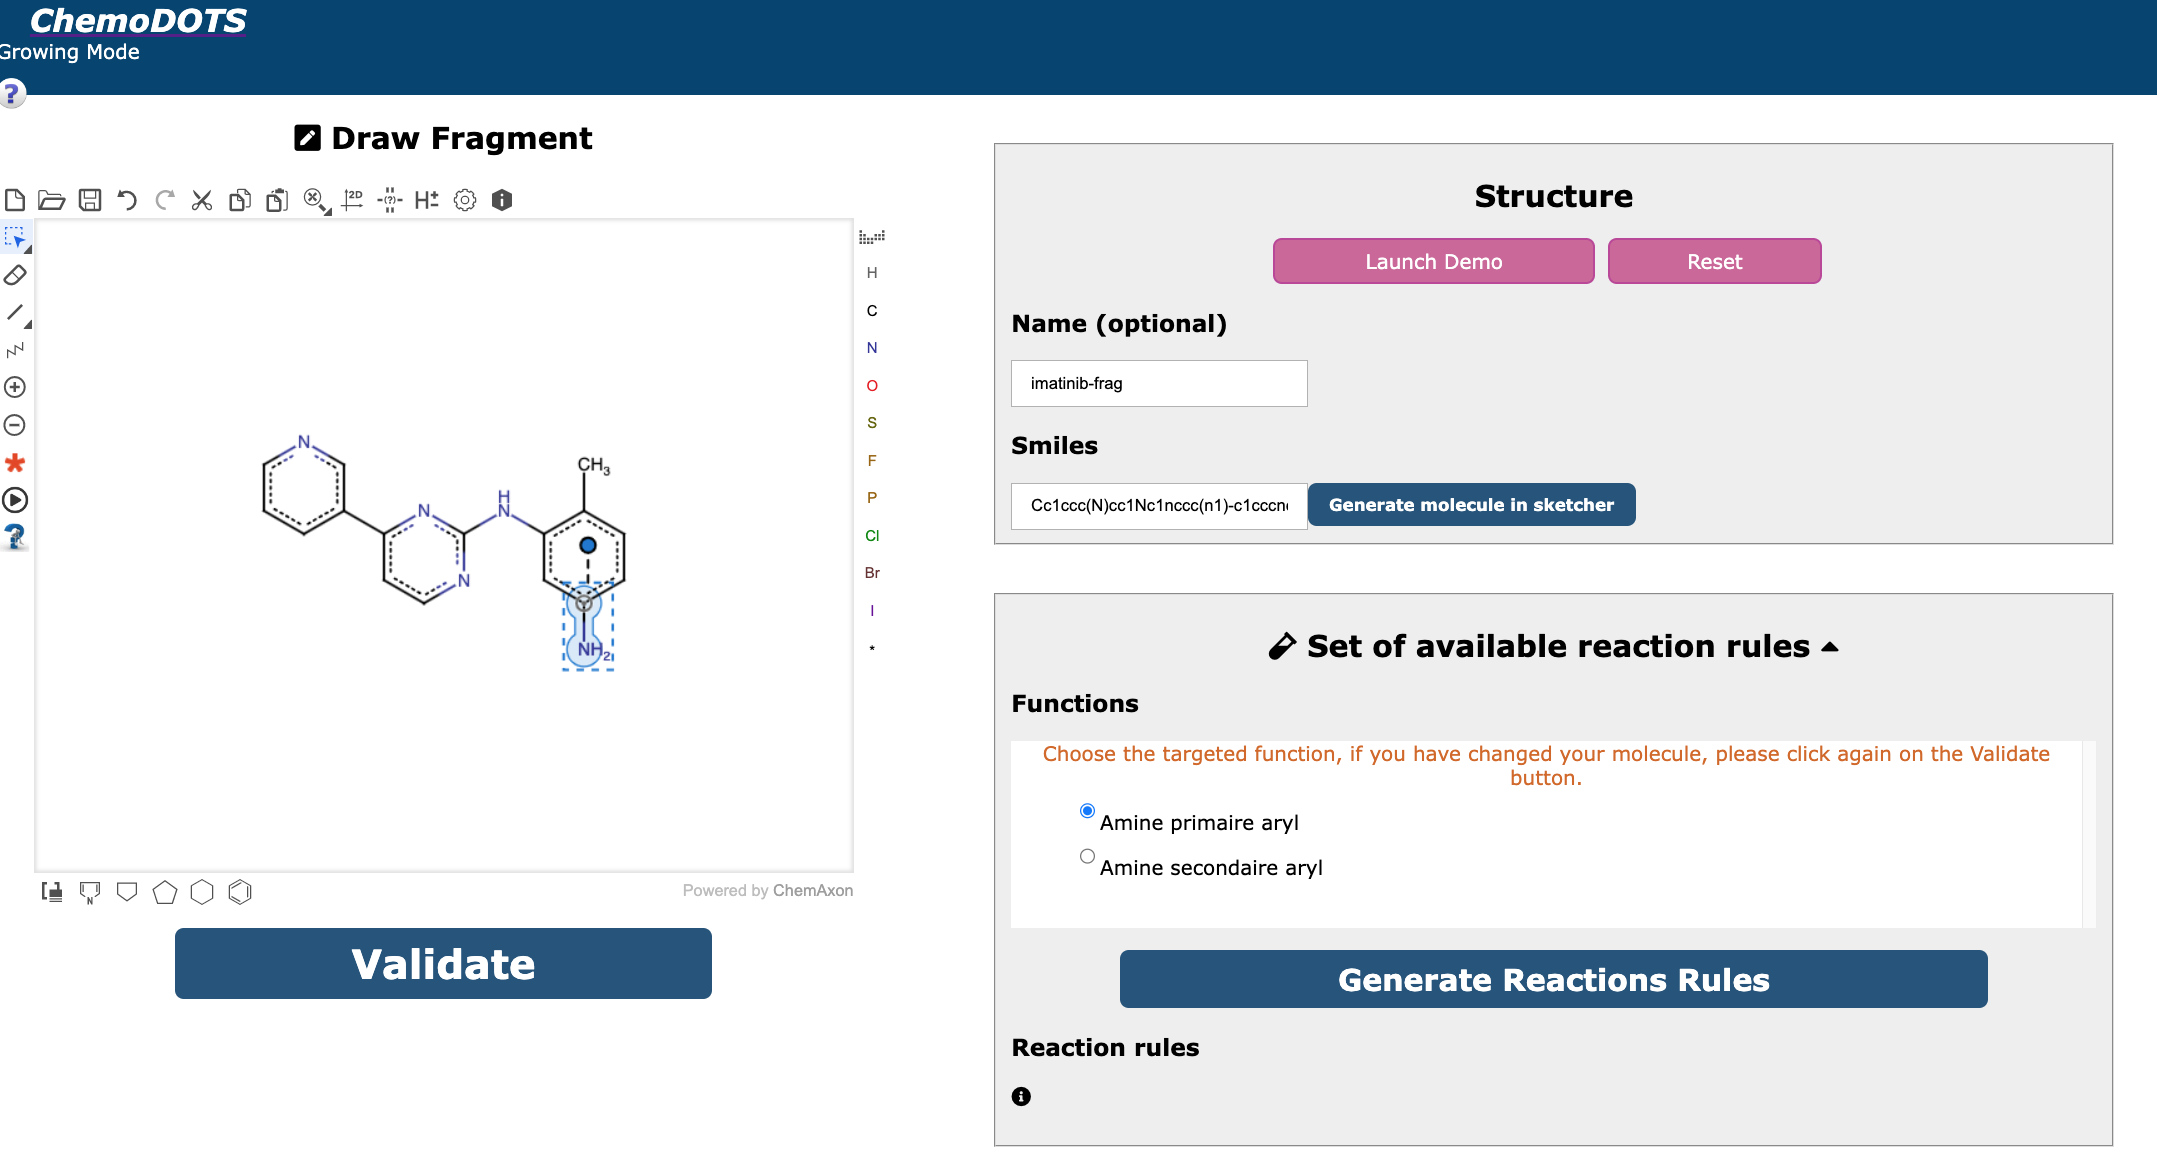 ChemoDOTS
Growing Mode
?
Draw Fragment
2D
(?)
H±
H
C
N
O
S
F
P
Cl
Br
I
*
N
N
N
H
N
CH3
NH2
N
Powered by ChemAxon
Validate
Structure
Launch Demo
Reset
Name (optional)
imatinib-frag
Smiles
Cc1ccc(N)cc1Nc1nccc(n1)-c1cccn
Generate molecule in sketcher
Set of available reaction rules
Functions
Choose the targeted function, if you have changed your molecule, please click again on the Validate
button.
Amine primaire aryl
Amine secondaire aryl
Generate Reactions Rules
Reaction rules